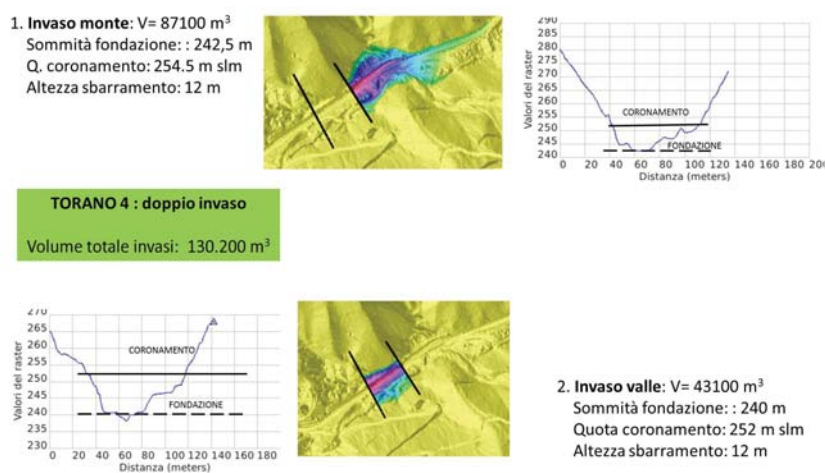 1. Invaso monte: V= 87100 m³
Sommità fondazione: : 242,5 m
Q. coronamento: 254.5 m slm
Altezza sbarramento: 12 m
290
285
280
275
270
265
260
255
250
245
240
Valori del raster
CORONAMENTO
FONDAZIONE
0 20 40 60 80 100 120 140 160 180 20
Distanza (meters)
TORANO 4 : doppio invaso
Volume totale invasi: 130.200 m³
270
265
260
255
250
245
240
235
230
Valori del raster
CORONAMENTO
FONDAZIONE
0 20 40 60 80 100 120 140 160 180
Distanza (meters)
2. Invaso valle: V= 43100 m³
Sommità fondazione: : 240 m
Quota coronamento: 252 m slm
Altezza sbarramento: 12 m